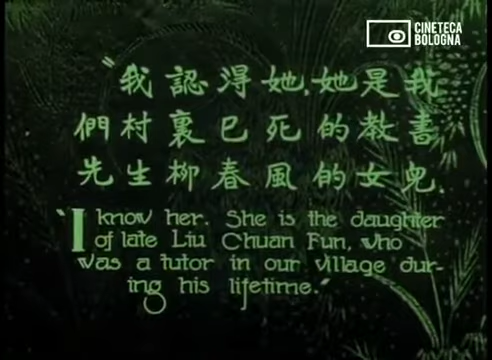 CINETECA
BOLOGNA
"我認得她,她是我
們村裏巳死的教書
先生柳春風的女兒.
"I know her. She is the daughter
of late Liu Chuan Fun, who
was a tutor in our village dur-
ing his lifetime."